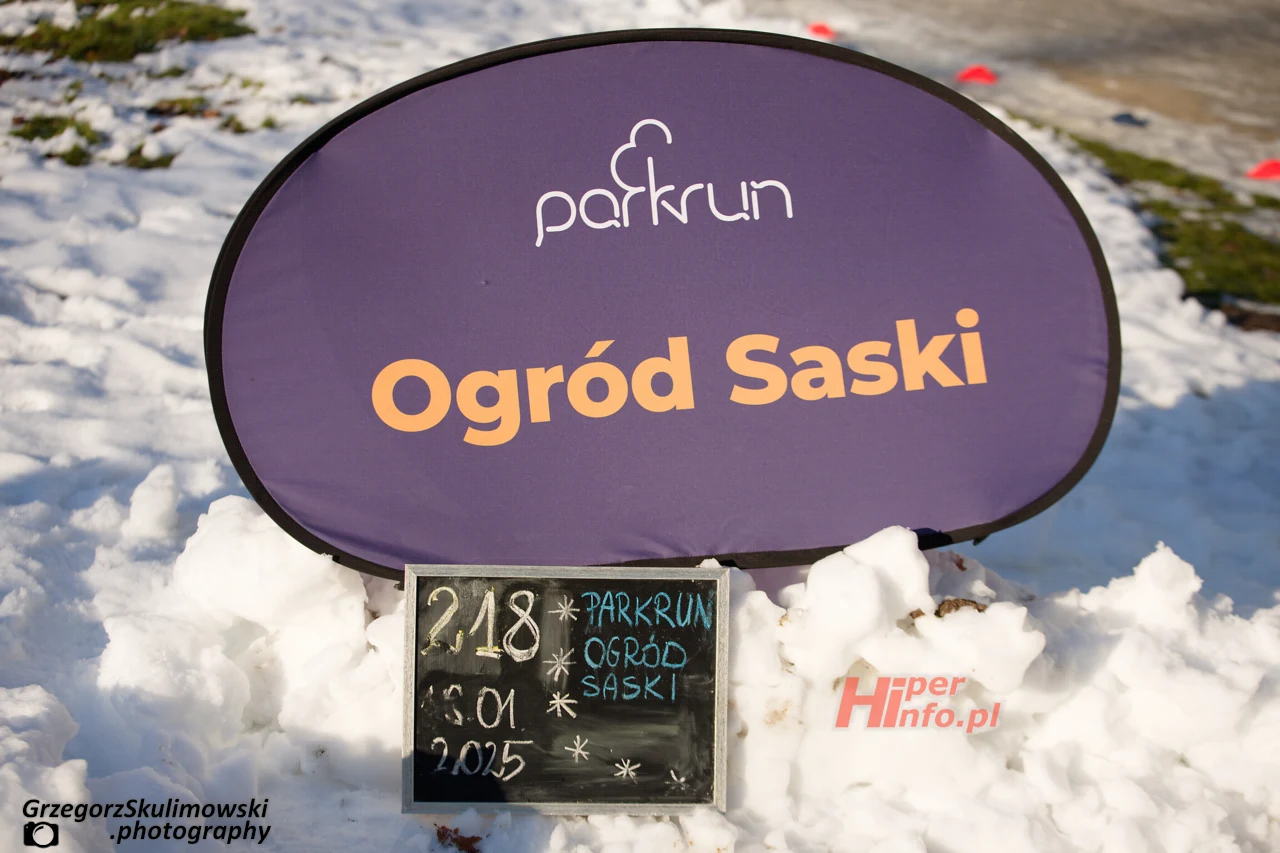 parkrun
Ogród Saski
218
PARKRUN
OGRÓD
SASKI
18.01.
2025
Hiper
info.pl
GrzegorzSkulimowski
.photography